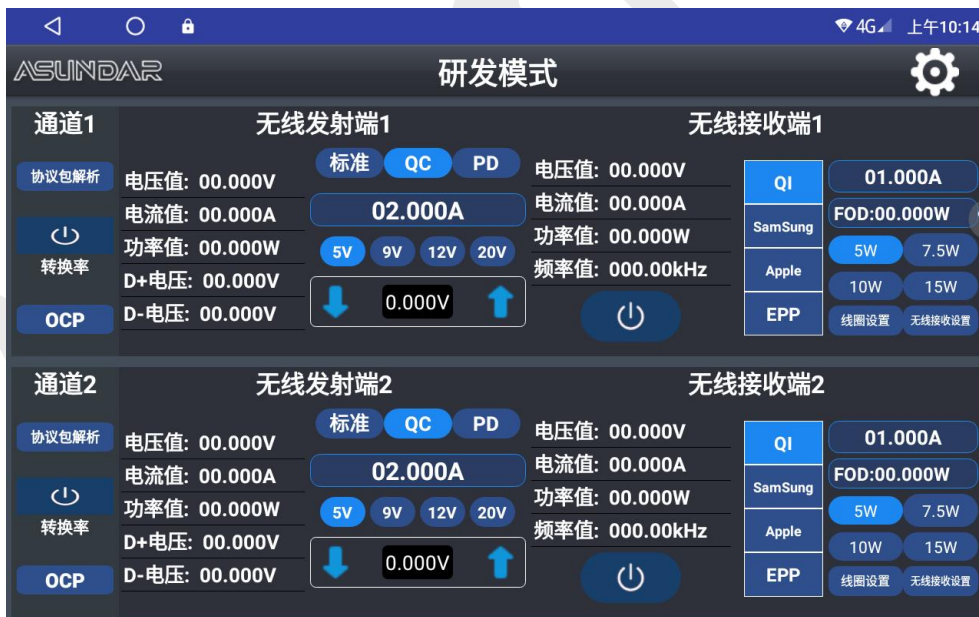 4G 上午10:14
ASUNDAR
研发模式
通道1
无线发射端1
无线接收端1
协议包解析
转换率
OCP
电压值: 00.000V
电流值: 00.000A
功率值: 00.000W
D+电压: 00.000V
D-电压: 00.000V
标准 QC PD
02.000A
5V 9V 12V 20V
0.000V
电压值: 00.000V
电流值: 00.000A
功率值: 00.000W
频率值: 000.00kHz
QI
SamSung
Apple
EPP
01.000A
FOD:00.000W
5W 7.5W
10W 15W
线圈设置 无线接收设置
通道2
无线发射端2
无线接收端2
协议包解析
转换率
OCP
电压值: 00.000V
电流值: 00.000A
功率值: 00.000W
D+电压: 00.000V
D-电压: 00.000V
标准 QC PD
02.000A
5V 9V 12V 20V
0.000V
电压值: 00.000V
电流值: 00.000A
功率值: 00.000W
频率值: 000.00kHz
QI
SamSung
Apple
EPP
01.000A
FOD:00.000W
5W 7.5W
10W 15W
线圈设置 无线接收设置